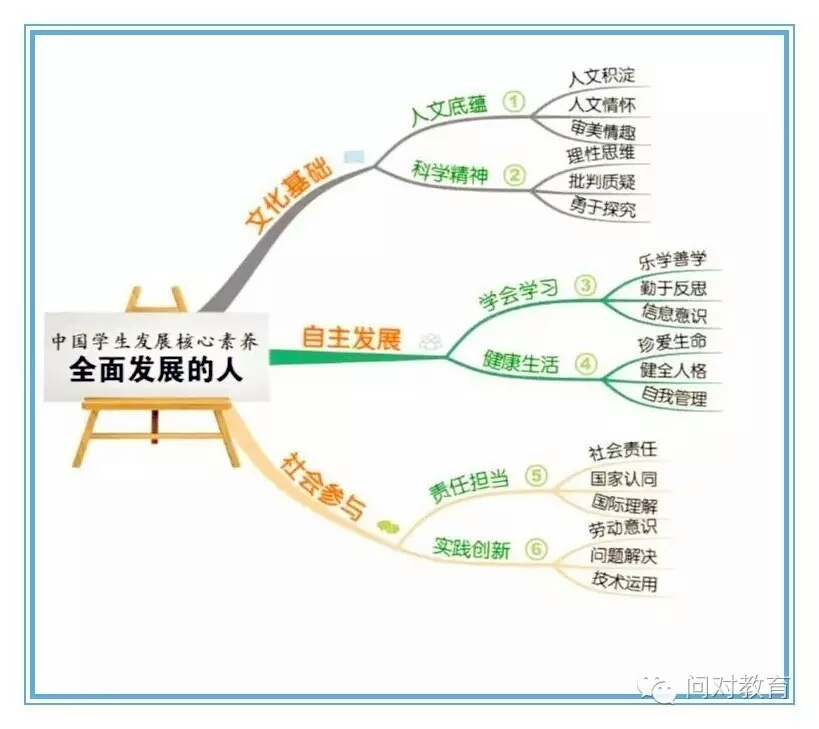 中国学生发展核心素养
全面发展的人
文化基础
人文底蕴 ①
人文积淀
人文情怀
审美情趣
科学精神 ②
理性思维
批判质疑
勇于探究
自主发展
学会学习 ③
乐学善学
勤于反思
信息意识
健康生活 ④
珍爱生命
健全人格
自我管理
社会参与
责任担当 ⑤
社会责任
国家认同
国际理解
实践创新 ⑥
劳动意识
问题解决
技术运用
问对教育